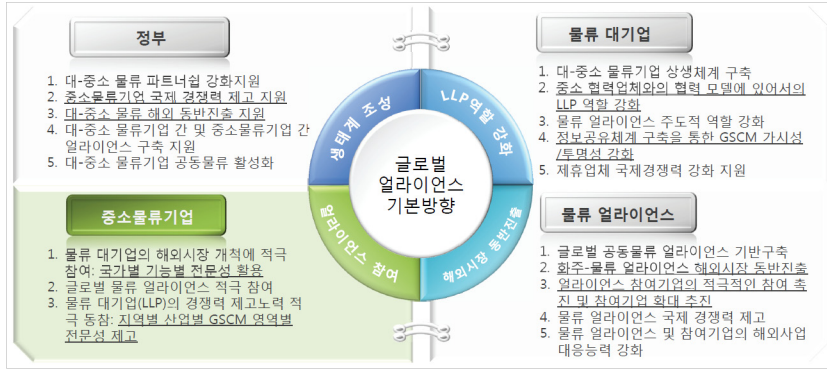 정부
1. 대-중소 물류 파트너쉽 강화지원
2. 중소물류기업 국제 경쟁력 제고 지원
3. 대-중소 물류 해외 동반진출 지원
4. 대-중소 물류기업 간 및 중소물류기업 간
얼라이언스 구축 지원
5. 대-중소 물류기업 공동물류 활성화
물류 대기업
1. 대-중소 물류기업 상생체계 구축
2. 중소 협력업체와의 협력 모델에 있어서의
LLP 역할 강화
3. 물류 얼라이언스 주도적 역할 강화
4. 정보공유체계 구축을 통한 GSCM 가시성
/투명성 강화
5. 제휴업체 국제경쟁력 강화 지원
생태계 조성
LLP역할 강화
글로벌
얼라이언스
기본방향
얼라이언스 참여
해외시장 동반진출
중소물류기업
1. 물류 대기업의 해외시장 개척에 적극
참여: 국가별 기능별 전문성 활용
2. 글로벌 물류 얼라이언스 적극 참여
3. 물류 대기업(LLP)의 경쟁력 제고노력 적
극 동참: 지역별 산업별 GSCM 영역별
전문성 제고
물류 얼라이언스
1. 글로벌 공동물류 얼라이언스 기반구축
2. 화주-물류 얼라이언스 해외시장 동반진출
3. 얼라이언스 참여기업의 적극적인 참여 촉
진 및 참여기업 확대 추진
4. 물류 얼라이언스 국제 경쟁력 제고
5. 물류 얼라이언스 및 참여기업의 해외사업
대응능력 강화